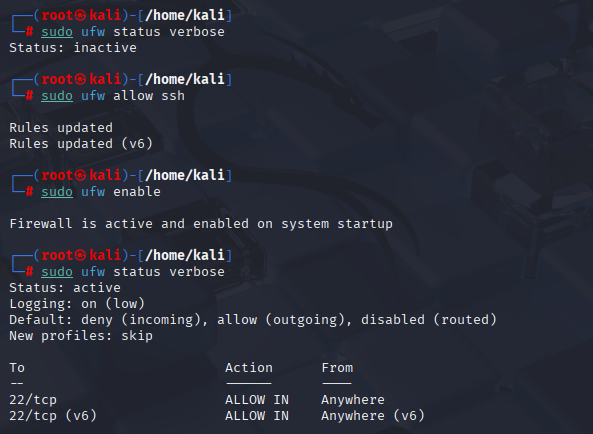 ┌──(root㉿kali)-[/home/kali]
└─# sudo ufw status verbose
Status: inactive
┌──(root㉿kali)-[/home/kali]
└─# sudo ufw allow ssh
Rules updated
Rules updated (v6)
┌──(root㉿kali)-[/home/kali]
└─# sudo ufw enable
Firewall is active and enabled on system startup
┌──(root㉿kali)-[/home/kali]
└─# sudo ufw status verbose
Status: active
Logging: on (low)
Default: deny (incoming), allow (outgoing), disabled (routed)
New profiles: skip
To                         Action      From
--                         ------      ----
22/tcp                     ALLOW IN    Anywhere
22/tcp (v6)                ALLOW IN    Anywhere (v6)